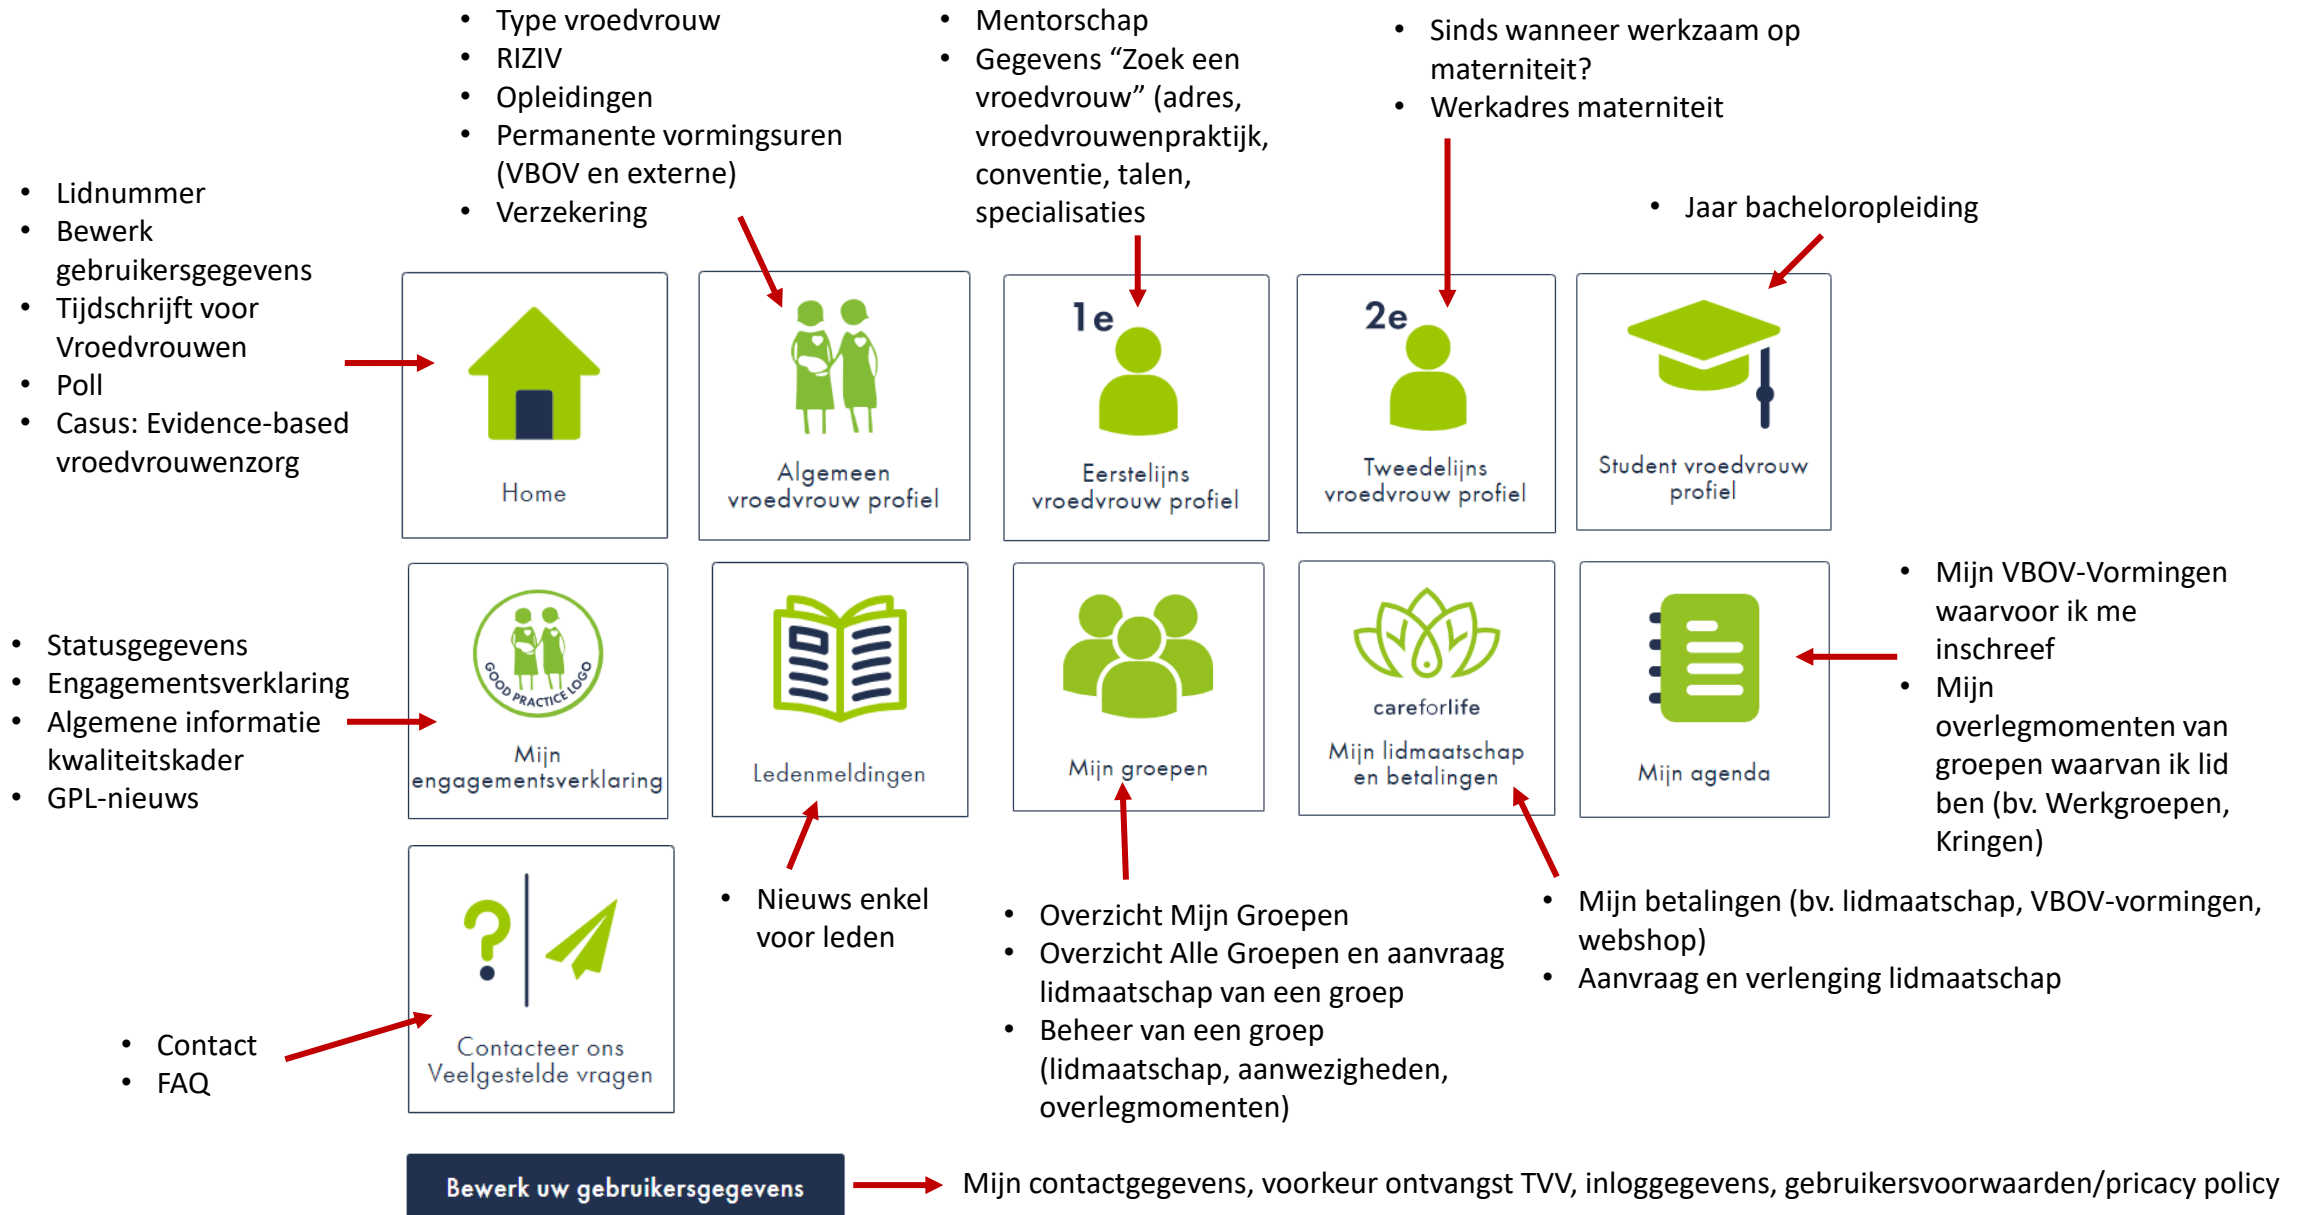 • Type vroedvrouw
• RIZIV
• Opleidingen
• Permanente vormingsuren
(VBOV en externe)
• Verzekering
• Mentorschap
• Gegevens “Zoek een
vroedvrouw” (adres,
vroedvrouwenpraktijk,
conventie, talen,
specialisaties
• Sinds wanneer werkzaam op
materniteit?
• Werkadres materniteit
• Jaar bacheloropleiding
• Lidnummer
• Bewerk
gebruikersgegevens
• Tijdschrijft voor
Vroedvrouwen
• Poll
• Casus: Evidence-based
vroedvrouwenzorg
Home
Algemeen
vroedvrouw profiel
1e
Eerstelijns
vroedvrouw profiel
2e
Tweedelijns
vroedvrouw profiel
Student vroedvrouw
profiel
• Statusgegevens
• Engagementsverklaring
• Algemene informatie
kwaliteitskader
• GPL-nieuws
GOOD PRACTICE LOGO
Mijn
engagementsverklaring
Ledenmeldingen
Mijn groepen
careforlife
Mijn lidmaatschap
en betalingen
Mijn agenda
• Mijn VBOV-Vormingen
waarvoor ik me
inschreef
• Mijn
overlegmomenten van
groepen waarvan ik lid
ben (bv. Werkgroepen,
Kringen)
• Contact
• FAQ
?
Contacteer ons
Veelgestelde vragen
• Nieuws enkel
voor leden
• Overzicht Mijn Groepen
• Overzicht Alle Groepen en aanvraag
lidmaatschap van een groep
• Beheer van een groep
(lidmaatschap, aanwezigheden,
overlegmomenten)
• Mijn betalingen (bv. lidmaatschap, VBOV-vormingen,
webshop)
• Aanvraag en verlenging lidmaatschap
Bewerk uw gebruikersgegevens
Mijn contactgegevens, voorkeur ontvangst TVV, inloggegevens, gebruikersvoorwaarden/pricacy policy